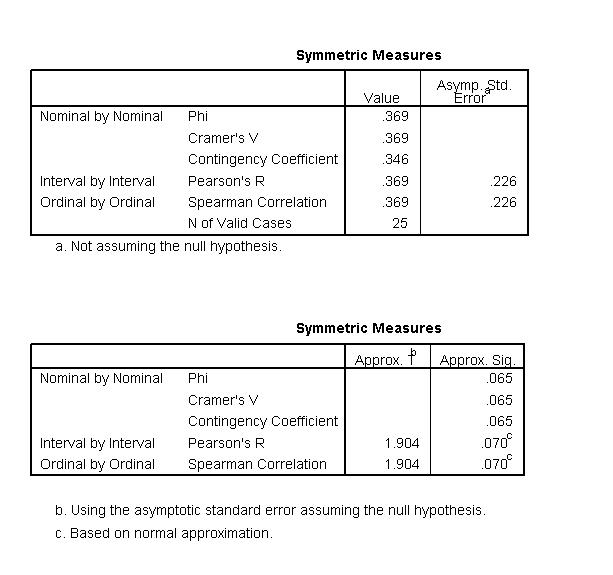 Symmetric Measures
Value Asymp. Std. Error a
Nominal by Nominal Phi .369
Cramer's V .369
Contingency Coefficient .346
Interval by Interval Pearson's R .369 .226
Ordinal by Ordinal Spearman Correlation .369 .226
N of Valid Cases 25
a. Not assuming the null hypothesis.
Symmetric Measures
Approx. T b Approx. Sig.
Nominal by Nominal Phi .065
Cramer's V .065
Contingency Coefficient .065
Interval by Interval Pearson's R 1.904 .070 c
Ordinal by Ordinal Spearman Correlation 1.904 .070 c
b. Using the asymptotic standard error assuming the null hypothesis.
c. Based on normal approximation.